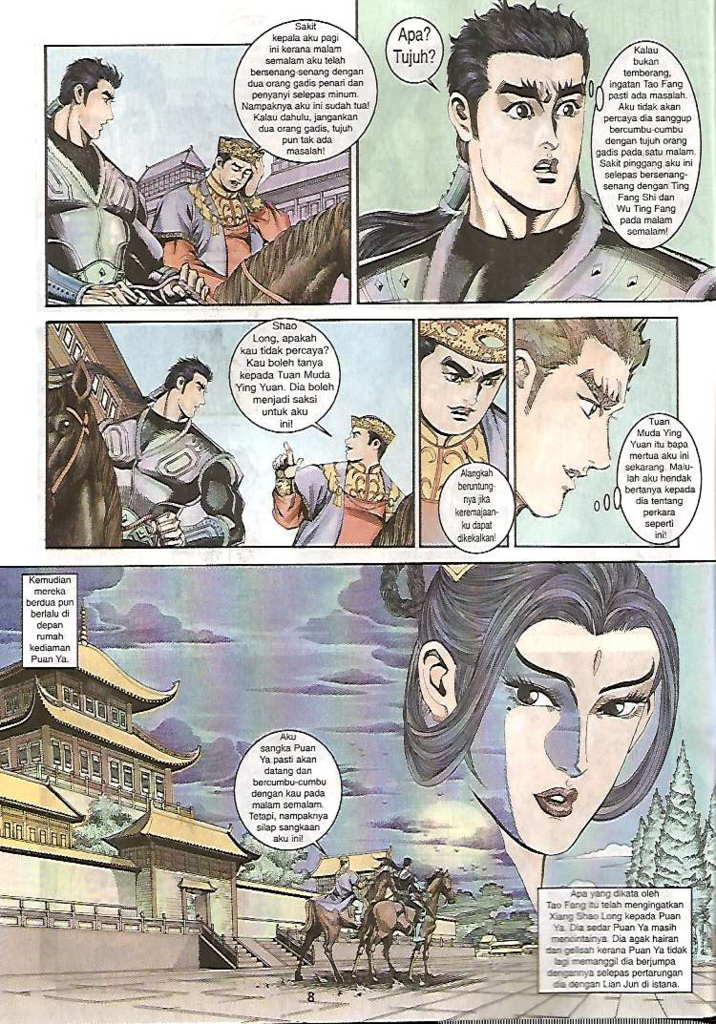 Sakit
kepala aku pagi
ini kerana malam
semalam aku telah
bersenang-senang dengan
dua orang gadis penari dan
penyanyi selepas minum.
Nampaknya aku ini sudah tua!
Kalau dahulu, jangankan
dua orang gadis, tujuh
pun tak ada
masalah!
Apa?
Tujuh?
Kalau
bukan
temberang,
ingatan Tao Fang
pasti ada masalah.
Aku tidak akan
percaya dia sanggup
bercumbu-cumbu
dengan tujuh orang
gadis pada satu malam.
Sakit pinggang aku ini
selepas bersenang-
senang dengan Ting
Fang Shi dan
Wu Ting Fang
pada malam
semalam!
Shao
Long, apakah
kau tidak percaya?
Kau boleh tanya
kepada Tuan Muda
Ying Yuan. Dia boleh
menjadi saksi
untuk aku
ini!
Alangkah
beruntung-
nya jika
keremajaan-
ku dapat
dikekalkan!
Tuan
Muda Ying
Yuan itu bapa
mertua aku ini
sekarang. Malu-
lah aku hendak
bertanya kepada
dia tentang
perkara
seperti
ini!
Kemudian
mereka
berdua pun
berlalu di
depan
rumah
kediaman
Puan Ya.
Aku
sangka Puan
Ya pasti akan
datang dan
bercumbu-cumbu
dengan kau pada
malam semalam.
Tetapi, nampaknya
silap sangkaan
aku ini!
Apa yang dikata oleh
Tao Fang itu telah mengingatkan
Xiang Shao Long kepada Puan
Ya. Dia sedar Puan Ya masih
mencintainya. Dia agak hairan
dan gelisah kerana Puan Ya tidak
lagi memanggil dia berjumpa
dengannya selepas pertarungan
dia dengan Lian Jun di istana.
8